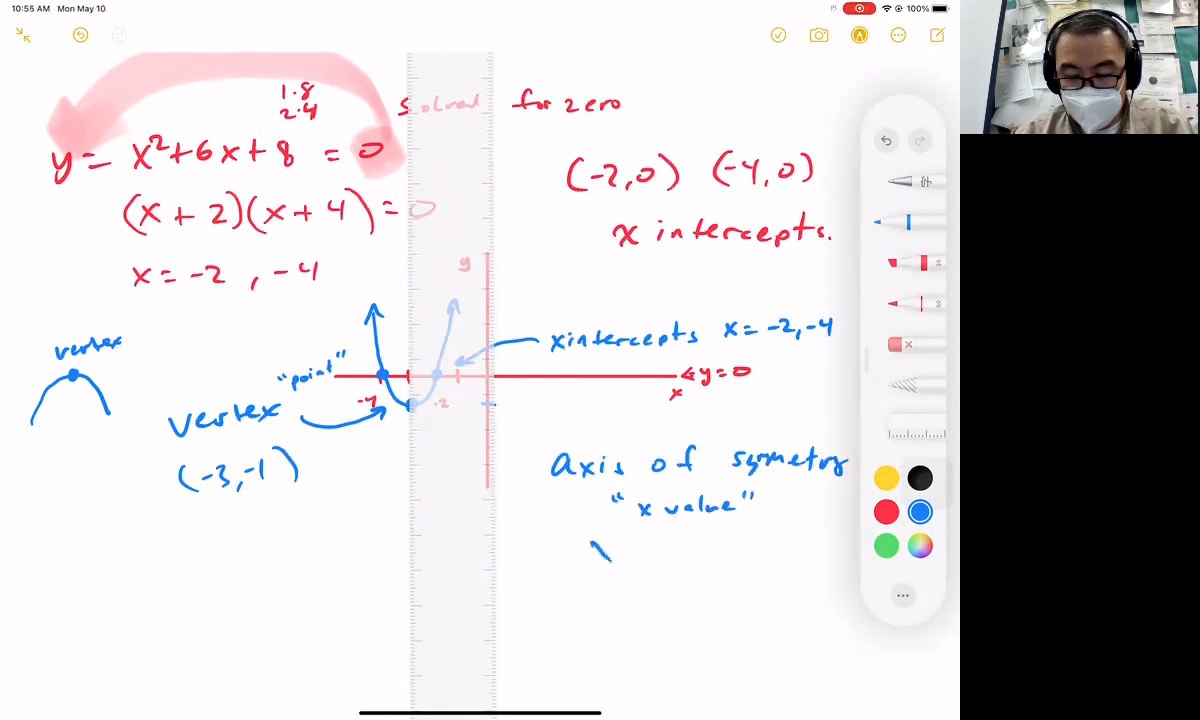 10:55 AM Mon May 10
100%
1·8
2·4
solved for zero
y = x²+6x+8 = 0
(x+2)(x+4) = 0
x = -2, -4
(-2,0) (-4,0)
x intercepts.
y
xintercepts x = -2,-4
vertex
"point"
y=0
x
-4
-2
vertex
(-3,-1)
axis of symmetry
"x value"